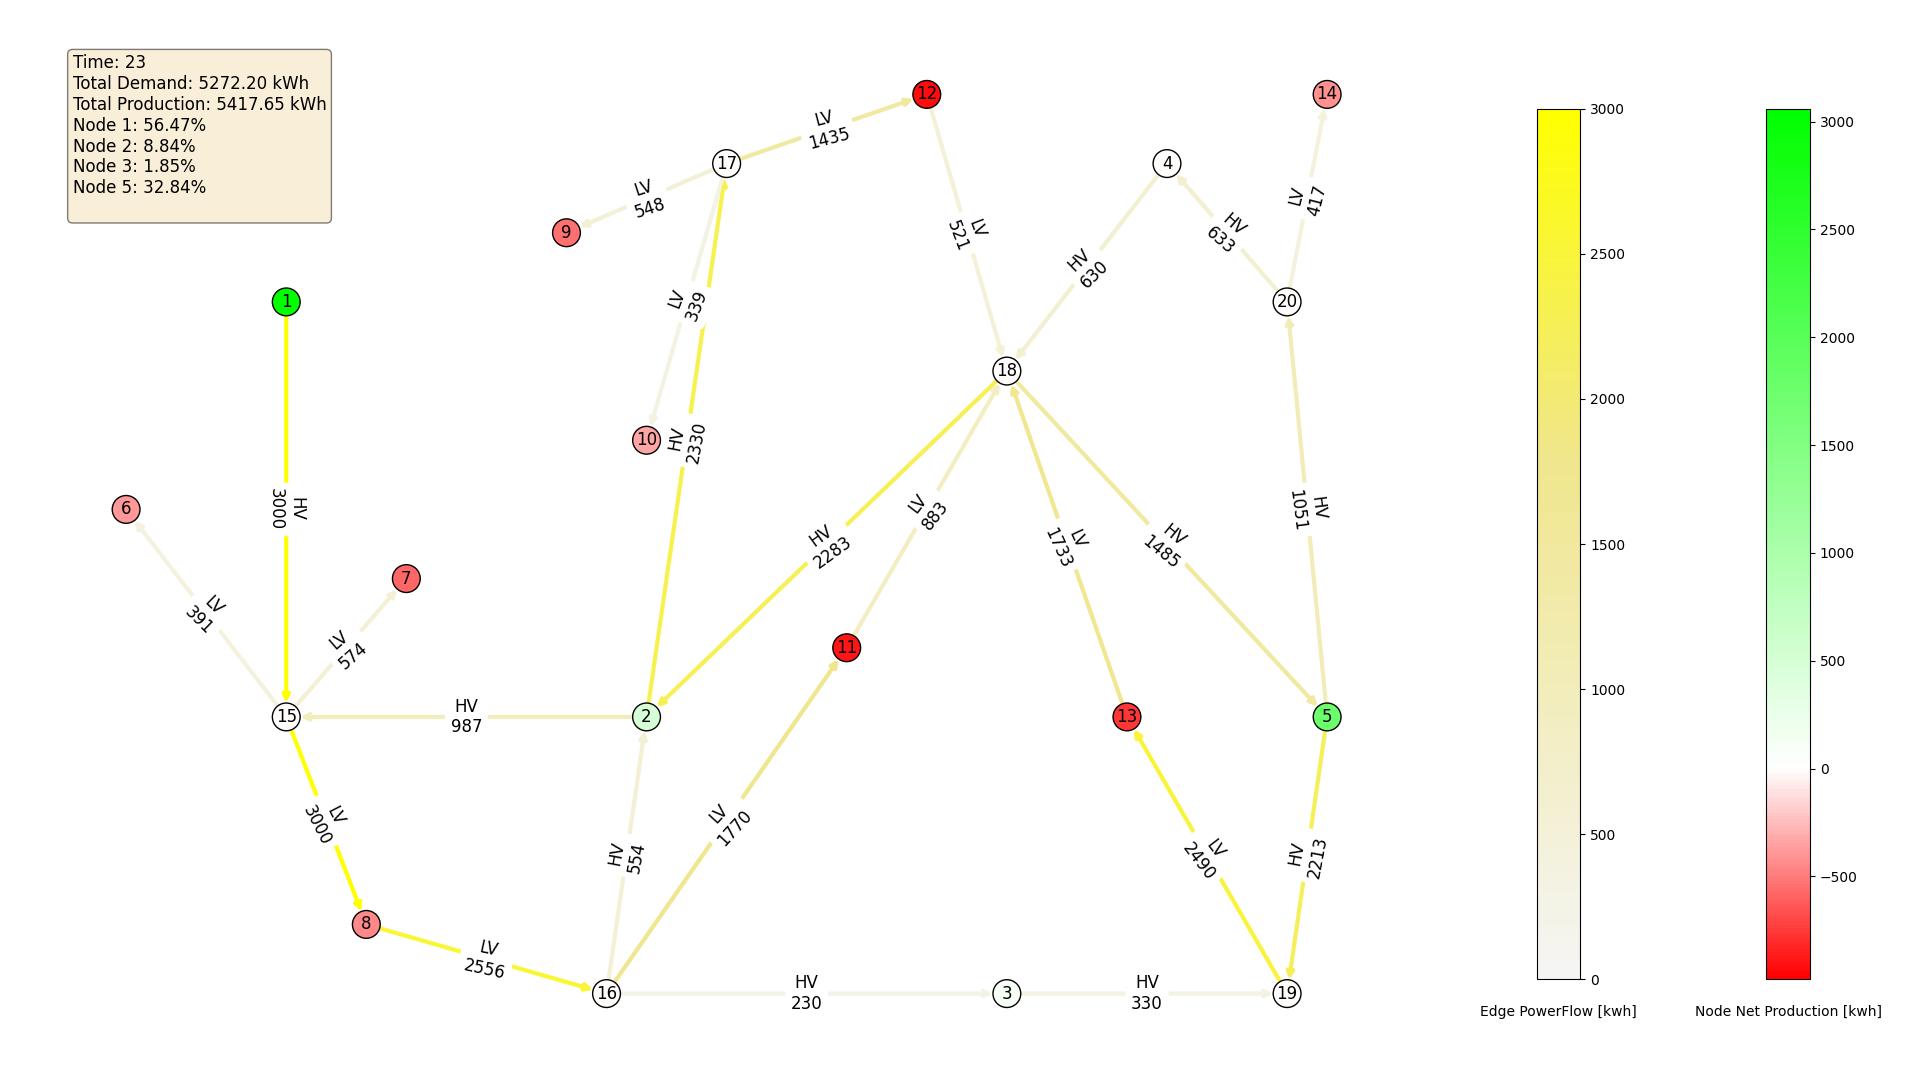 Time: 23
Total Demand: 5272.20 kWh
Total Production: 5417.65 kWh
Node 1: 56.47%
Node 2: 8.84%
Node 3: 1.85%
Node 5: 32.84%
12
14
LV
1435
17
4
LV
548
LV
417
9
LV
521
HV
633
HV
630
1
LV
339
20
18
10
HV
2330
6
HV
3000
HV
1051
LV
883
HV
2283
LV
1733
HV
1485
7
LV
391
LV
574
11
15
HV
987
2
13
5
LV
3000
LV
1770
HV
554
LV
2490
HV
2213
8
LV
2556
16
HV
230
3
HV
330
19
3000
2500
2000
1500
1000
500
0
Edge PowerFlow [kwh]
3000
2500
2000
1500
1000
500
0
−500
Node Net Production [kwh]